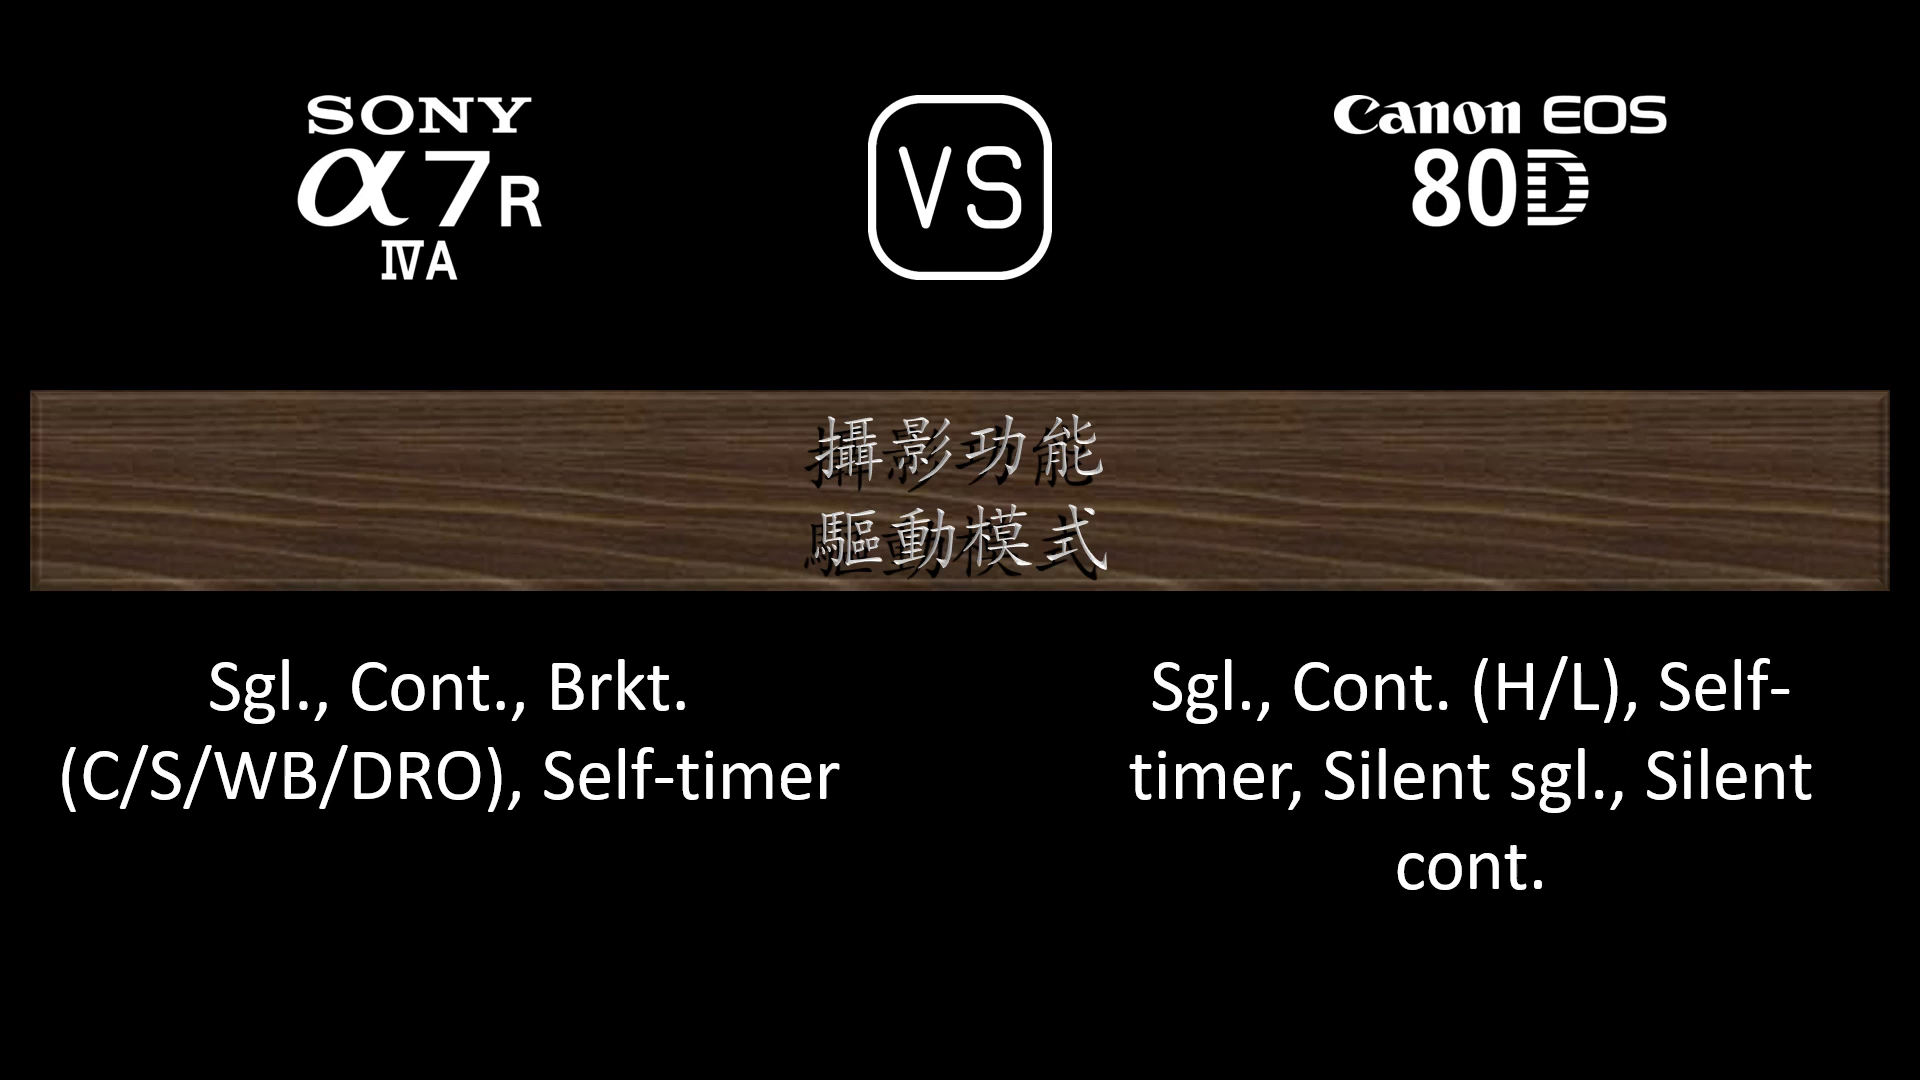 SONY
α7R
IVA
VS
Canon EOS
80D
攝影功能
驅動模式
Sgl., Cont., Brkt.
(C/S/WB/DRO), Self-timer
Sgl., Cont. (H/L), Self-
timer, Silent sgl., Silent
cont.